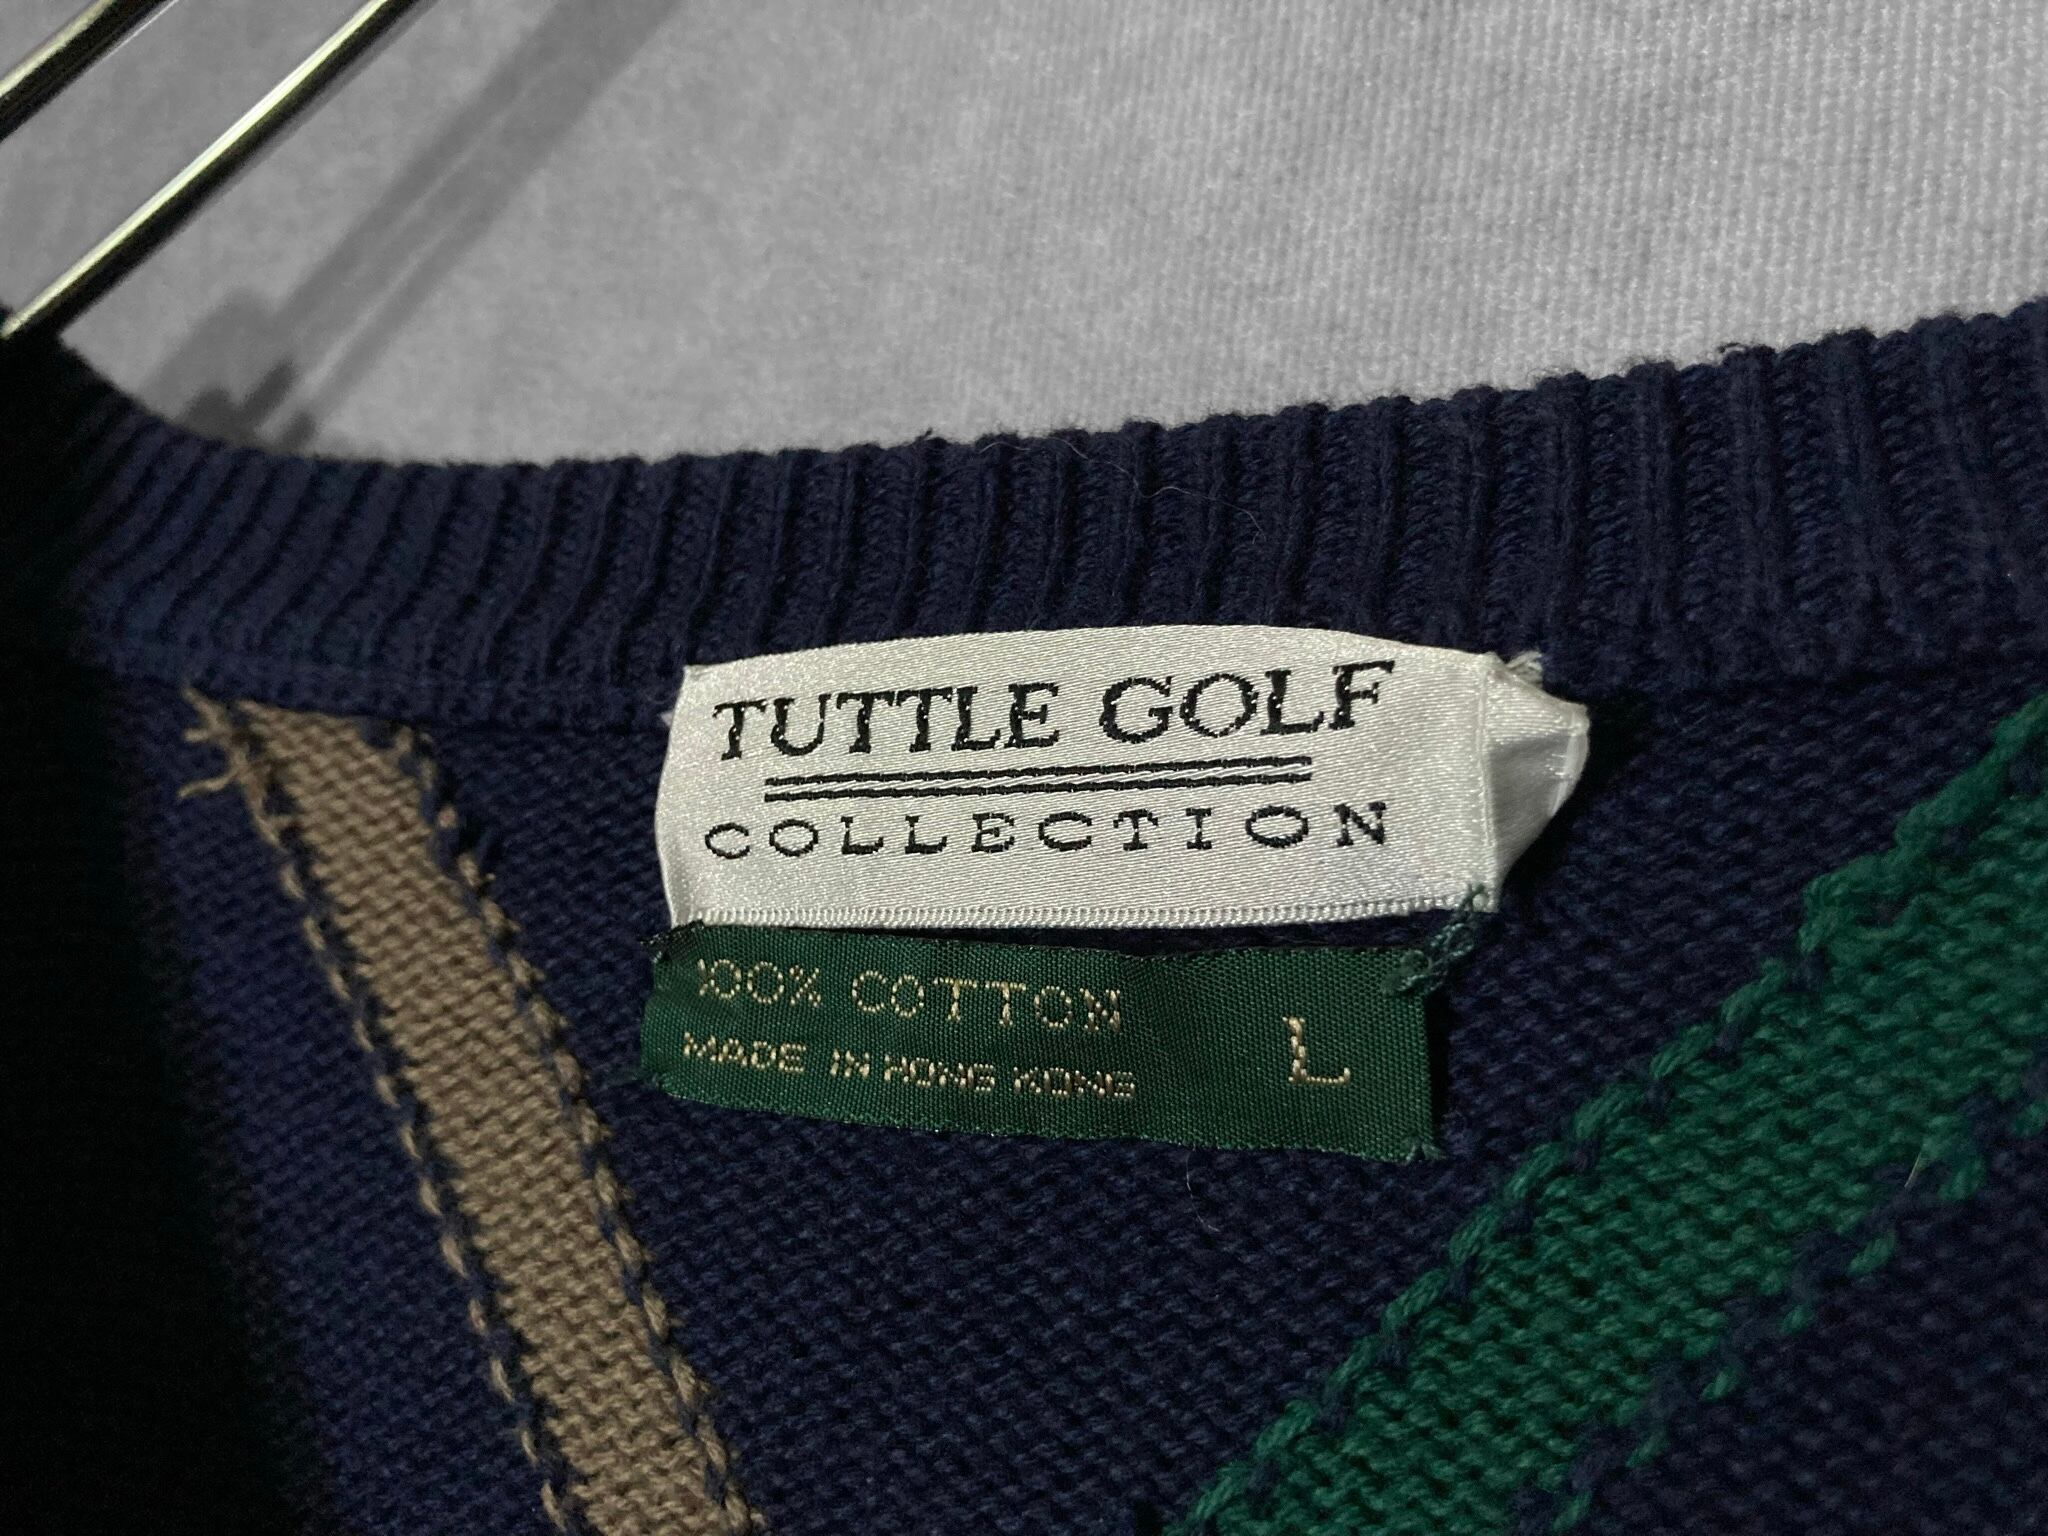 TUTTLE GOLF
COLLECTION
100% COTTON
MADE IN HONG KONG
L